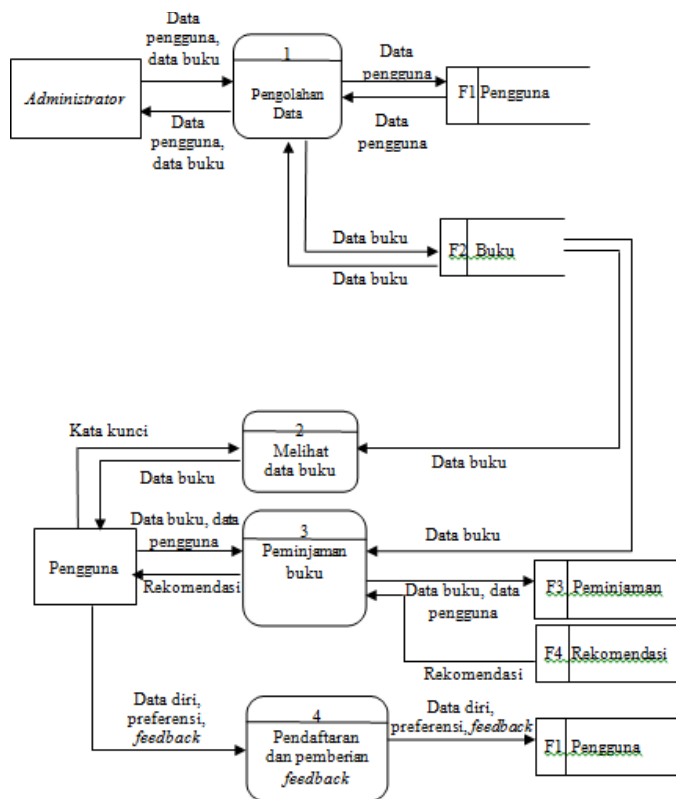 Data
pengguna,
data buku
Administrator
Data
pengguna,
data buku
1
Pengolahan
Data
Data
pengguna
Data
pengguna
F1 Pengguna
Data buku
Data buku
F2 Buku
Kata kunci
Data buku
2
Melihat
data buku
Data buku
Pengguna
Data buku, data
pengguna
Rekomendasi
3
Peminjaman
buku
Data buku
Data buku, data
pengguna
F3 Peminjaman
F4 Rekomendasi
Rekomendasi
Data diri,
preferensi,
feedback
4
Pendaftaran
dan pemberian
feedback
Data diri,
preferensi, feedback
F1 Pengguna